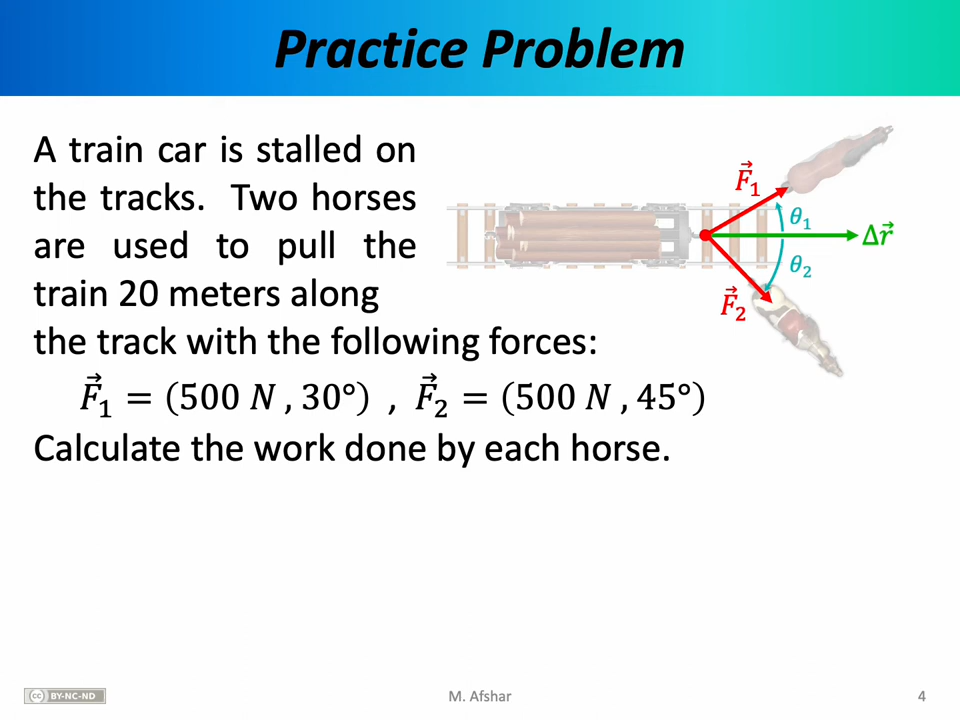 Practice Problem
A train car is stalled on
the tracks. Two horses
are used to pull the
train 20 meters along
the track with the following forces:
F⃗₁ = (500 N , 30°) , F⃗₂ = (500 N , 45°)
Calculate the work done by each horse.
F⃗₁
θ₁
Δr⃗
θ₂
F⃗₂
cc BY-NC-ND
M. Afshar
4